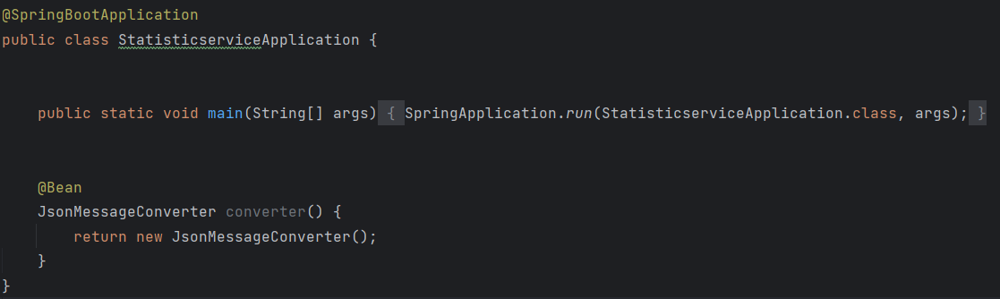 @SpringBootApplication
public class StatisticserviceApplication {
public static void main(String[] args) { SpringApplication.run(StatisticserviceApplication.class, args); }
@Bean
JsonMessageConverter converter() {
return new JsonMessageConverter();
}
}